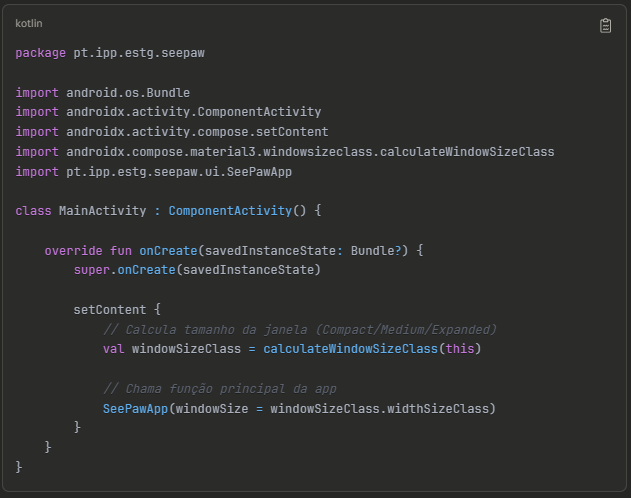 kotlin
package pt.ipp.estg.seepaw
import android.os.Bundle
import androidx.activity.ComponentActivity
import androidx.activity.compose.setContent
import androidx.compose.material3.windowsizeclass.calculateWindowSizeClass
import pt.ipp.estg.seepaw.ui.SeePawApp
class MainActivity : ComponentActivity() {
override fun onCreate(savedInstanceState: Bundle?) {
super.onCreate(savedInstanceState)
setContent {
// Calcula tamanho da janela (Compact/Medium/Expanded)
val windowSizeClass = calculateWindowSizeClass(this)
// Chama função principal da app
SeePawApp(windowSize = windowSizeClass.widthSizeClass)
}
}
}